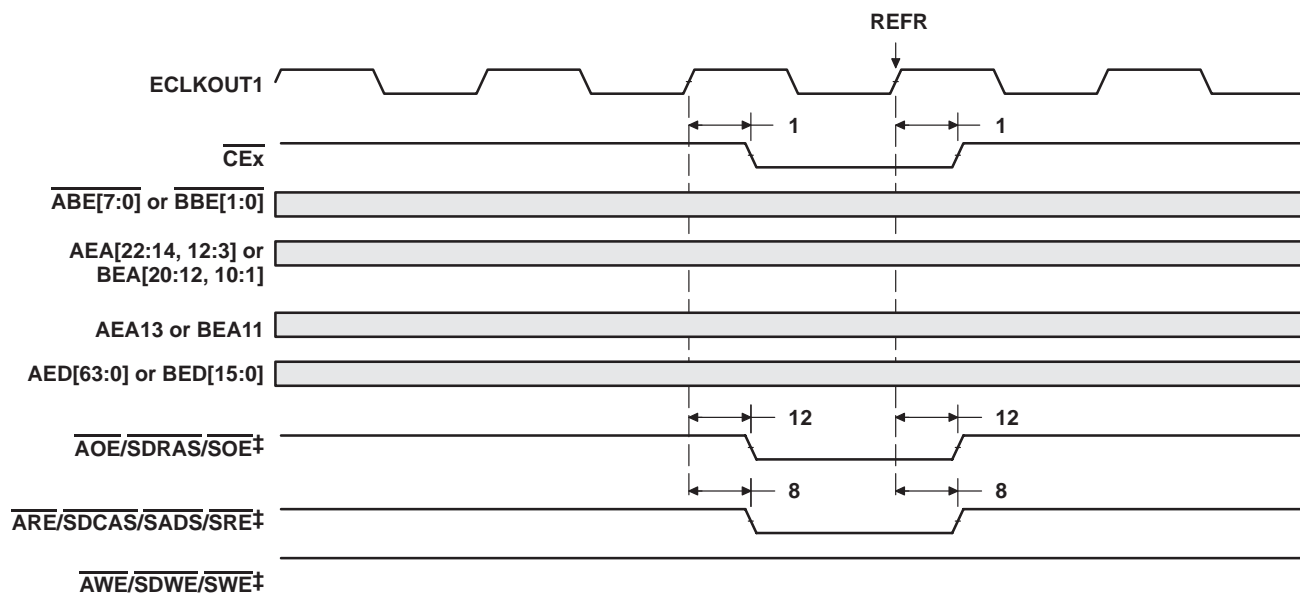 REFR
ECLKOUT1
1 1
CEx
ABE[7:0] or BBE[1:0]
AEA[22:14, 12:3] or
BEA[20:12, 10:1]
AEA13 or BEA11
AED[63:0] or BED[15:0]
12 12
AOE/SDRAS/SOE‡
8 8
ARE/SDCAS/SADS/SRE‡
AWE/SDWE/SWE‡